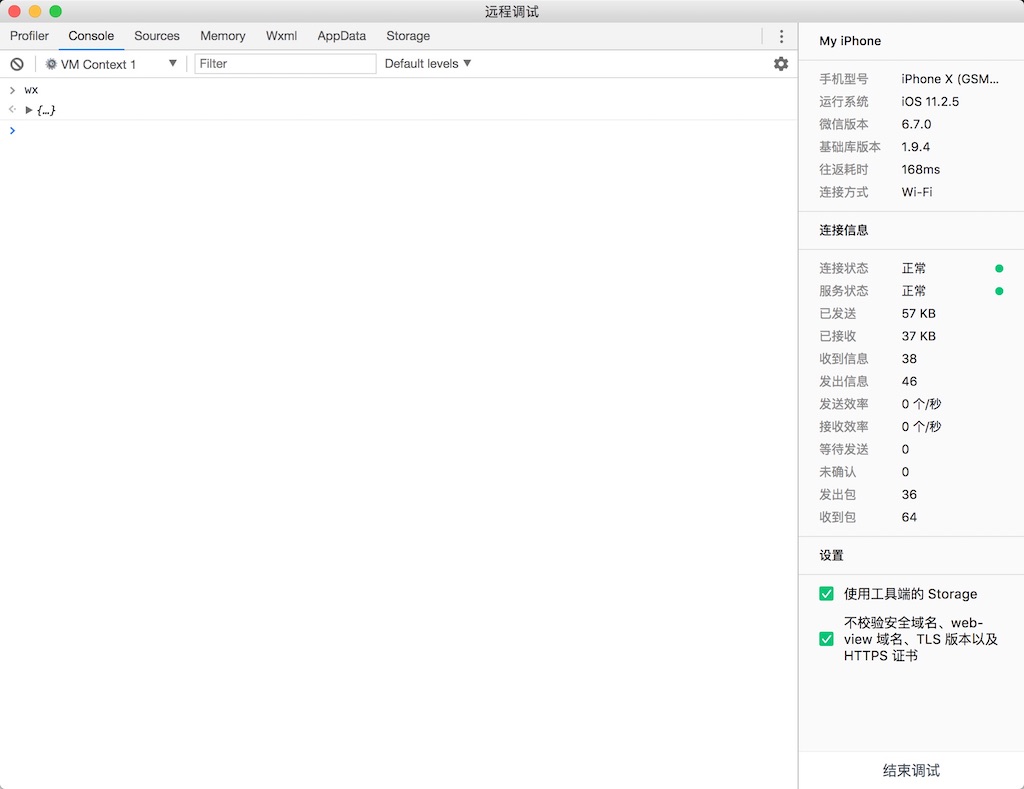 远程调试
Profiler Console Sources Memory Wxml AppData Storage
VM Context 1 Filter Default levels
wx
{…}
My iPhone
手机型号 iPhone X (GSM...
运行系统 iOS 11.2.5
微信版本 6.7.0
基础库版本 1.9.4
往返耗时 168ms
连接方式 Wi-Fi
连接信息
连接状态 正常
服务状态 正常
已发送 57 KB
已接收 37 KB
收到信息 38
发出信息 46
发送效率 0 个/秒
接收效率 0 个/秒
等待发送 0
未确认 0
发出包 36
收到包 64
设置
使用工具端的 Storage
不校验安全域名、web-
view 域名、TLS 版本以及
HTTPS 证书
结束调试